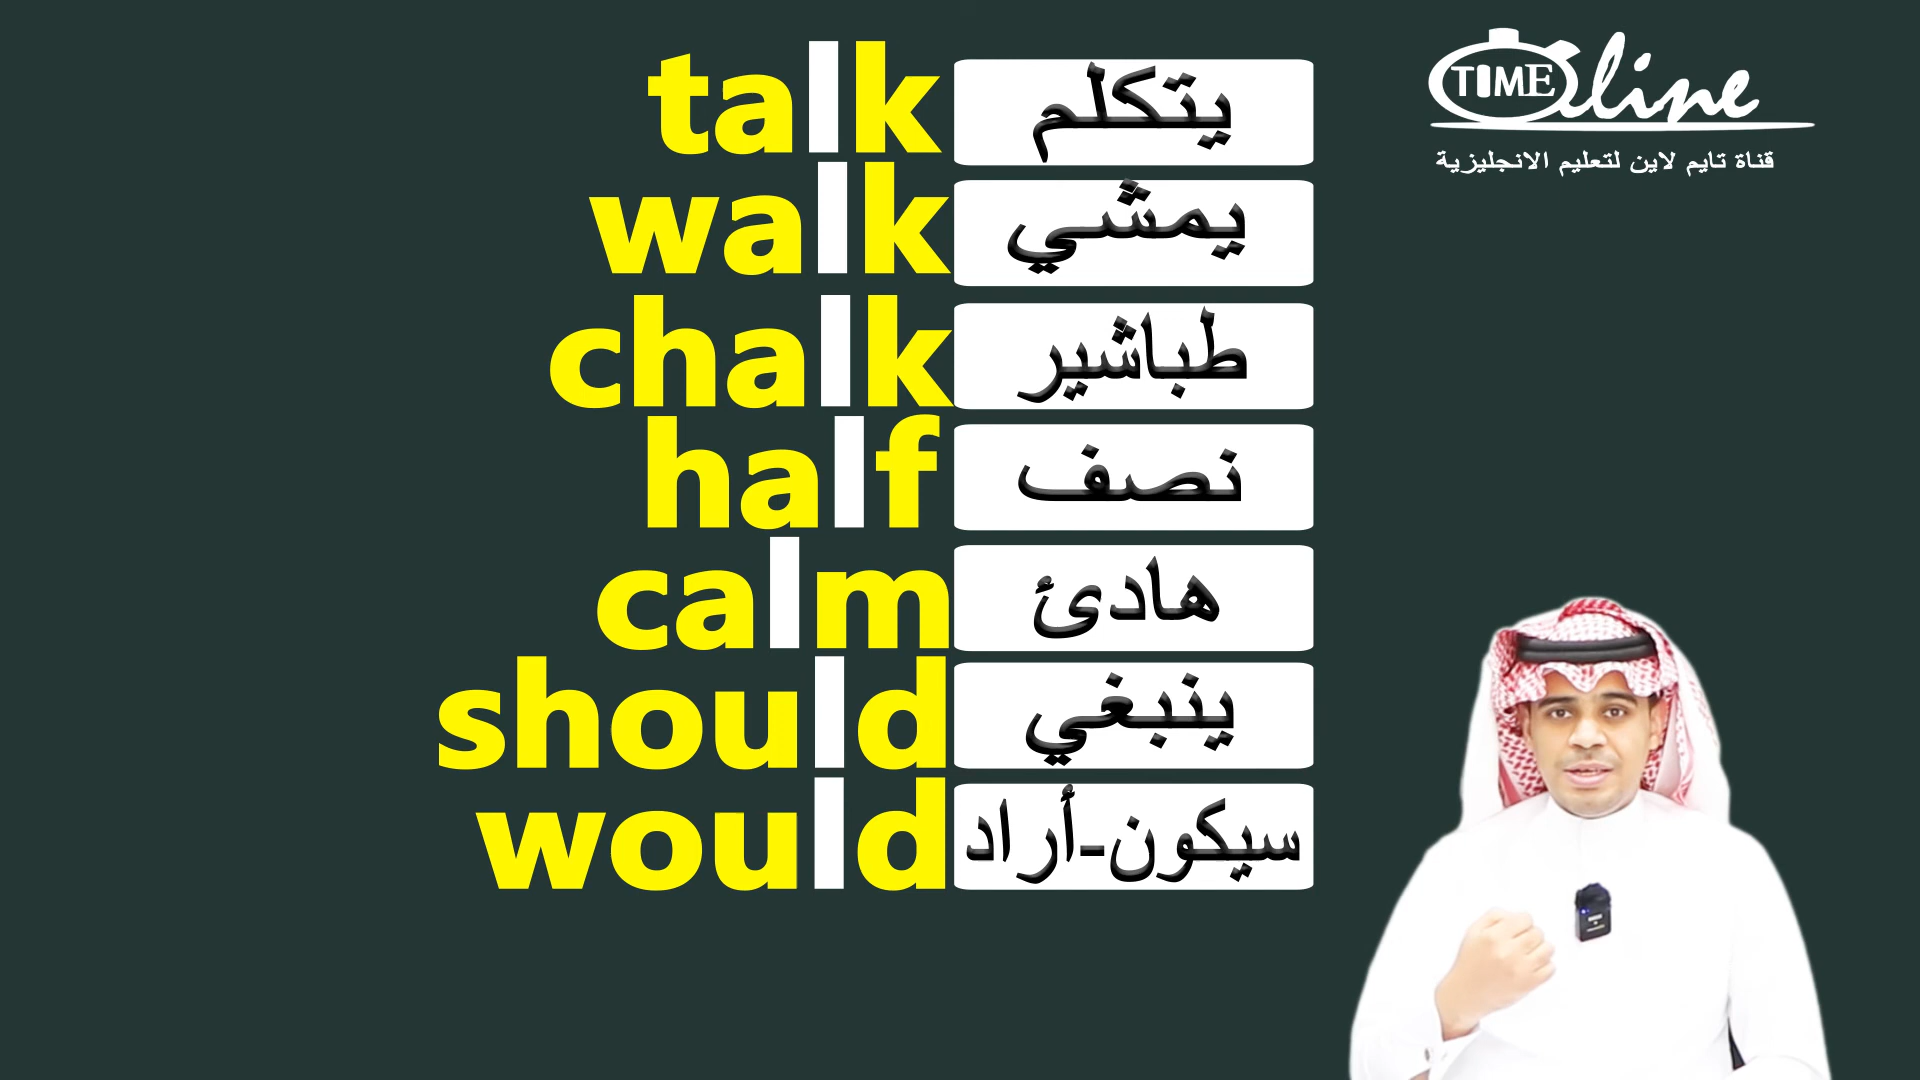 talk يتكلم
walk يمشي
chalk طباشير
half نصف
calm هادئ
should ينبغي
would سيكون-أراد
TIME line
قناة تايم لاين لتعليم الانجليزية